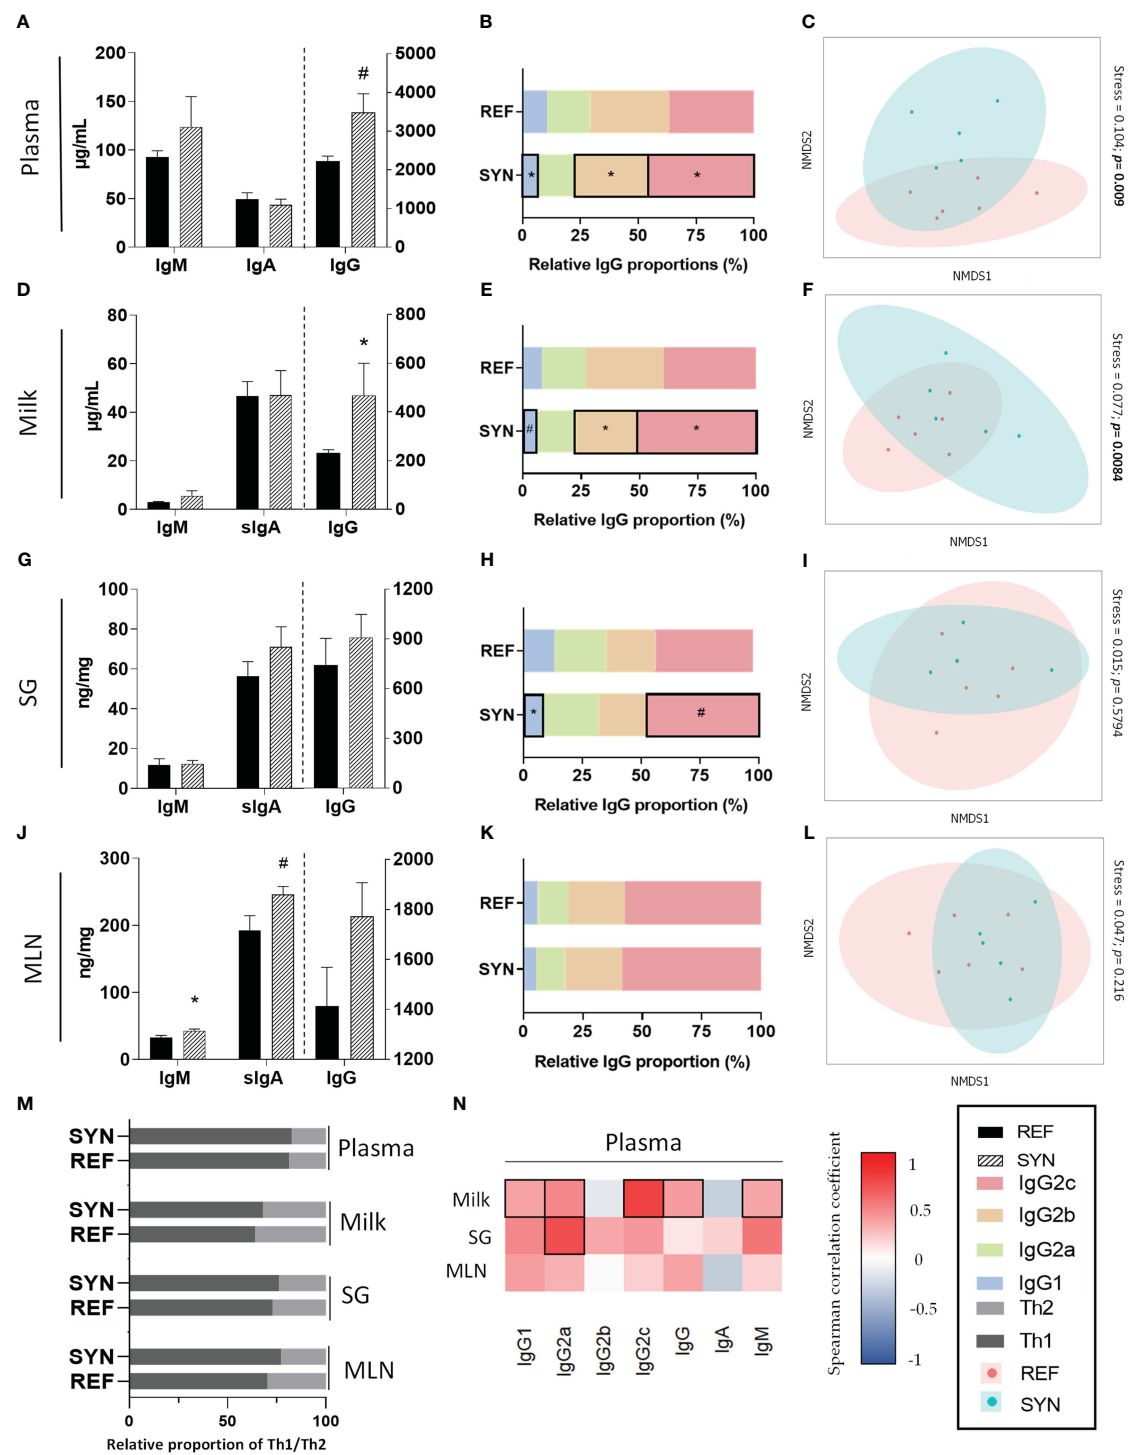 A
B
C
Plasma
µg/mL
200
150
100
50
0
5000
4000
3000
2000
1000
0
#
IgM
IgA
IgG
REF
SYN
*
*
*
0
25
50
75
100
Relative IgG proportions (%)
NMDS2
NMDS1
Stress = 0.104; p= 0.009
D
E
F
Milk
µg/mL
80
60
40
20
0
800
600
400
200
0
*
IgM
sIgA
IgG
REF
SYN
#
*
*
0
25
50
75
100
Relative IgG proportion (%)
NMDS2
NMDS1
Stress = 0.077; p= 0.0084
G
H
I
SG
ng/mg
100
80
60
40
20
0
1200
900
600
300
0
IgM
sIgA
IgG
REF
SYN
*
#
0
25
50
75
100
Relative IgG proportion (%)
NMDS2
NMDS1
Stress = 0.015; p= 0.5794
J
K
L
MLN
ng/mg
300
200
100
0
2000
1800
1600
1400
1200
*
#
IgM
sIgA
IgG
REF
SYN
0
25
50
75
100
Relative IgG proportion (%)
NMDS2
NMDS1
Stress = 0.047; p= 0.216
M
SYN
REF
Plasma
SYN
REF
Milk
SYN
REF
SG
SYN
REF
MLN
0
50
100
Relative proportion of Th1/Th2
N
Plasma
Milk
SG
MLN
IgG1
IgG2a
IgG2b
IgG2c
IgG
IgA
IgM
Spearman correlation coefficient
1
0.5
0
-0.5
-1
REF
SYN
IgG2c
IgG2b
IgG2a
IgG1
Th2
Th1
REF
SYN